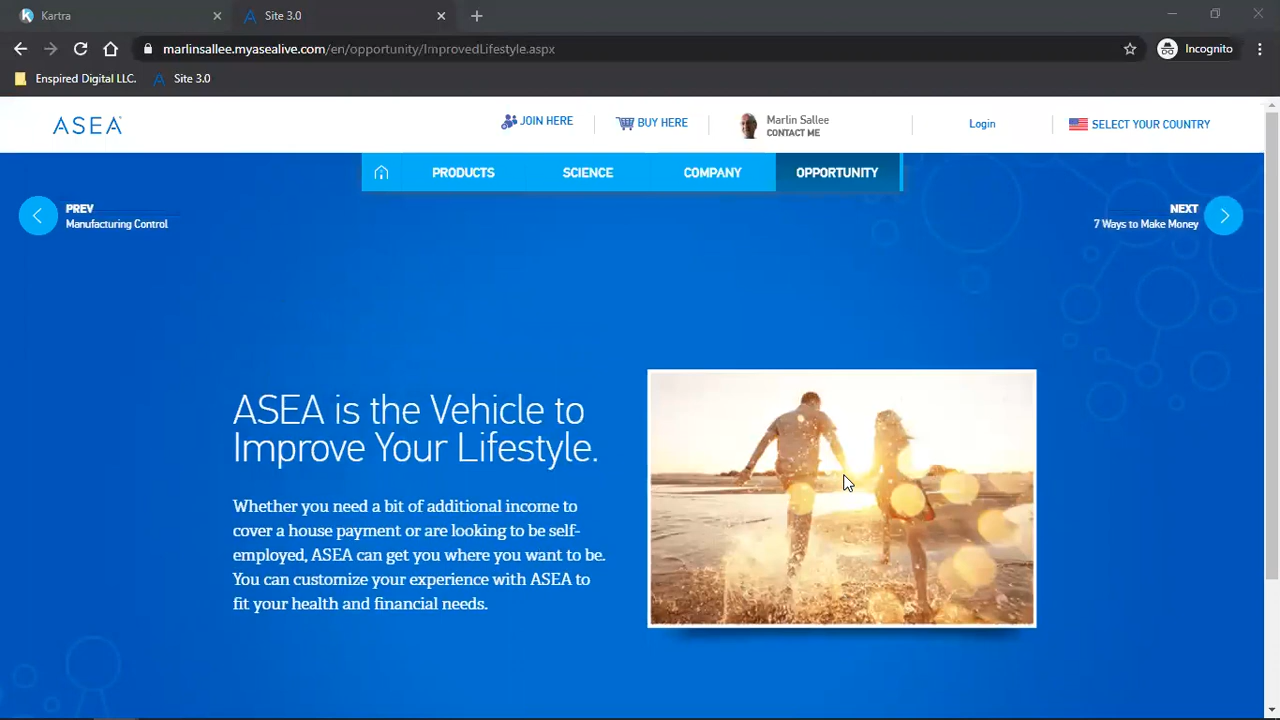 Kartra
Site 3.0
marlinsallee.myasealive.com/en/opportunity/ImprovedLifestyle.aspx
Incognito
Enspired Digital LLC.
Site 3.0
ASEA
JOIN HERE
BUY HERE
Marlin Sallee
CONTACT ME
Login
SELECT YOUR COUNTRY
PRODUCTS
SCIENCE
COMPANY
OPPORTUNITY
PREV
Manufacturing Control
NEXT
7 Ways to Make Money
ASEA is the Vehicle to
Improve Your Lifestyle.
Whether you need a bit of additional income to
cover a house payment or are looking to be self-
employed, ASEA can get you where you want to be.
You can customize your experience with ASEA to
fit your health and financial needs.